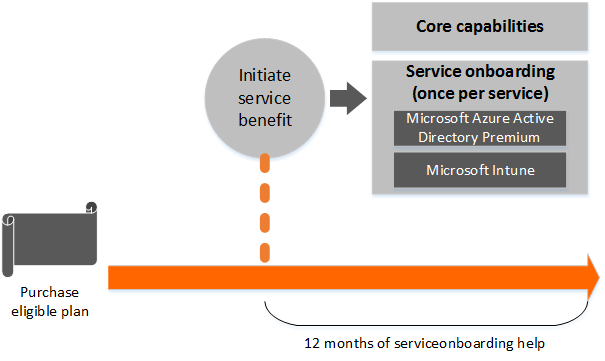 Core capabilities
Initiate
service
benefit
Service onboarding
(once per service)
Microsoft Azure Active
Directory Premium
Microsoft Intune
Purchase
eligible plan
12 months of serviceonboarding help